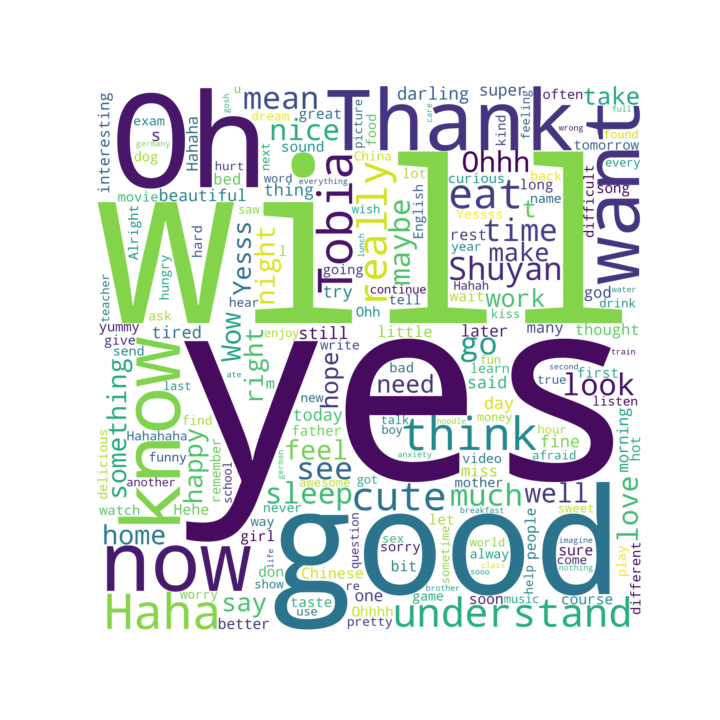 Oh
Thank
will
want
yes
good
know
now
Haha
understand
think
cute
Tobia
really
Shuyan
eat
time
make
mean
nice
night
Yesss
Wow
right
something
happy
home
say
sleep
feel
see
much
well
go
look
love
work
maybe
Ohhh
take
darling
super
often
tomorrow
every
song
difficult
found
wrong
kind
feeling
care
full
interesting
exam
s
germany
dog
Hahaha
u
gosh
dream
great
next
hurt
sound
picture
food
China
lot
word
bed
thing
everything
movie
beautiful
Alright
hungry
hard
saw
wish
English
lunch
curious
Yessss
long
name
back
t
rest
year
god
water
drink
kiss
Hahah
wait
tell
continue
going
try
l
hear
Ohh
teacher
yummy
ask
give
tired
send
enjoy
still
write
little
later
many
thought
said
first
true
second
train
listen
fun
learn
bad
need
talk
boy
money
day
hour
fine
afraid
morning
hot
hope
m
ate
last
new
today
father
find
remember
Hahahaha
funny
another
delicious
watch
Hehe
school
german
awesome
never
noodle
anxiety
got
video
miss
mother
breakfast
sweet
way
girl
don
show
life
worry
better
Chinese
taste
use
re
sex
sorry
bit
question
one
Ohhhh
pretty
brother
let
world
alway
game
sometime
class
sooo
soon
music
help
people
course
sure
come
imagine
nothing
play
different